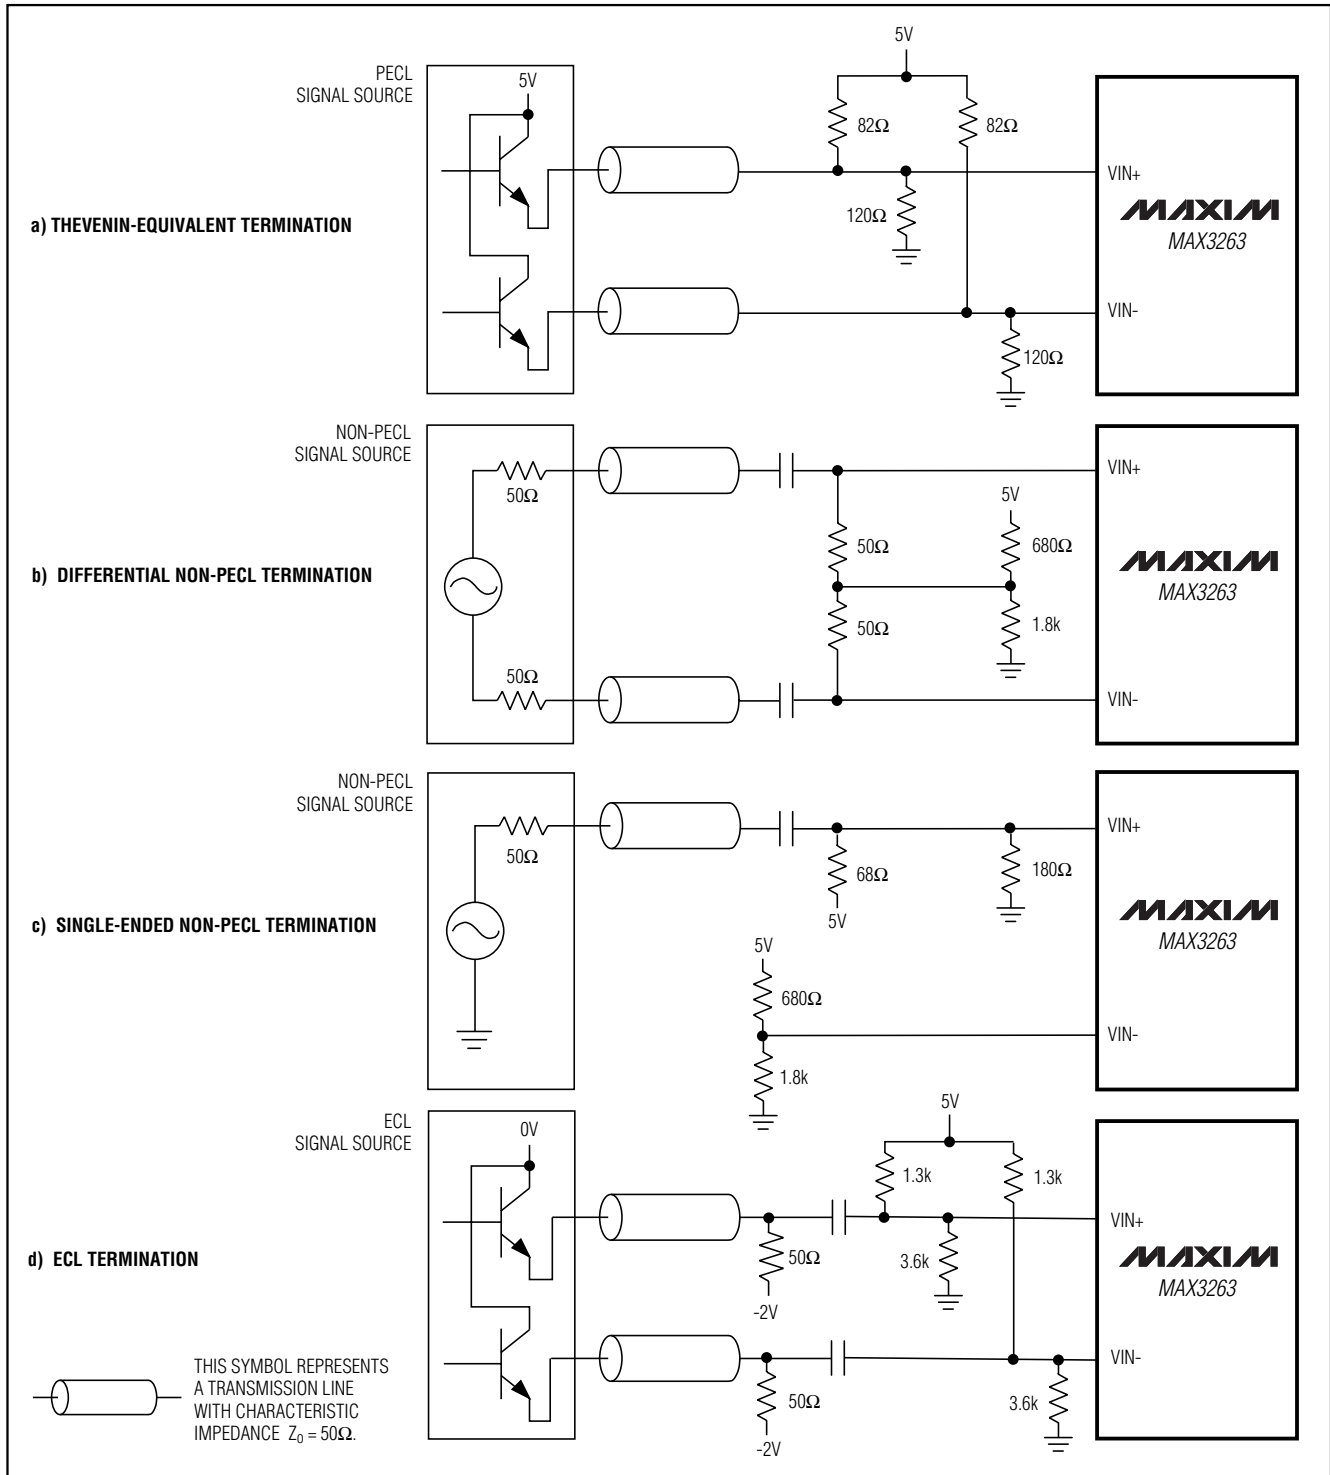 PECL
SIGNAL SOURCE
5V
5V
82Ω
82Ω
120Ω
120Ω
VIN+
MAXIM
MAX3263
VIN-
a) THEVENIN-EQUIVALENT TERMINATION
NON-PECL
SIGNAL SOURCE
50Ω
50Ω
50Ω
50Ω
5V
680Ω
1.8k
VIN+
MAXIM
MAX3263
VIN-
b) DIFFERENTIAL NON-PECL TERMINATION
NON-PECL
SIGNAL SOURCE
50Ω
68Ω
5V
180Ω
5V
680Ω
1.8k
VIN+
MAXIM
MAX3263
VIN-
c) SINGLE-ENDED NON-PECL TERMINATION
ECL
SIGNAL SOURCE
0V
5V
1.3k
1.3k
50Ω
-2V
3.6k
50Ω
-2V
3.6k
VIN+
MAXIM
MAX3263
VIN-
d) ECL TERMINATION
THIS SYMBOL REPRESENTS
A TRANSMISSION LINE
WITH CHARACTERISTIC
IMPEDANCE Z0 = 50Ω.